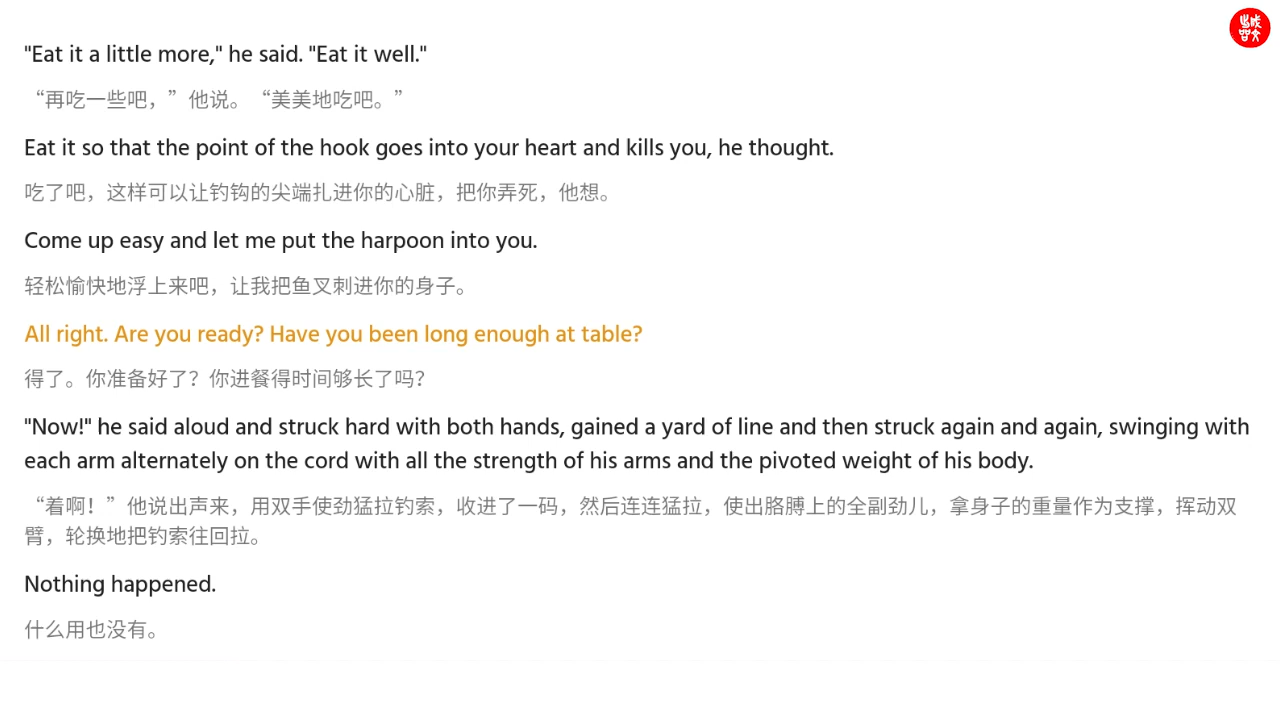 "Eat it a little more," he said. "Eat it well."
“再吃一些吧，”他说。“美美地吃吧。”
Eat it so that the point of the hook goes into your heart and kills you, he thought.
吃了吧，这样可以让钓钩的尖端扎进你的心脏，把你弄死，他想。
Come up easy and let me put the harpoon into you.
轻松愉快地浮上来吧，让我把鱼叉刺进你的身子。
All right. Are you ready? Have you been long enough at table?
得了。你准备好了？你进餐得时间够长了吗？
"Now!" he said aloud and struck hard with both hands, gained a yard of line and then struck again and again, swinging with
each arm alternately on the cord with all the strength of his arms and the pivoted weight of his body.
“着啊！”他说出声来，用双手使劲猛拉钓索，收进了一码，然后连连猛拉，使出胳膊上的全副劲儿，拿身子的重量作为支撑，挥动双
臂，轮换地把钓索往回拉。
Nothing happened.
什么用也没有。